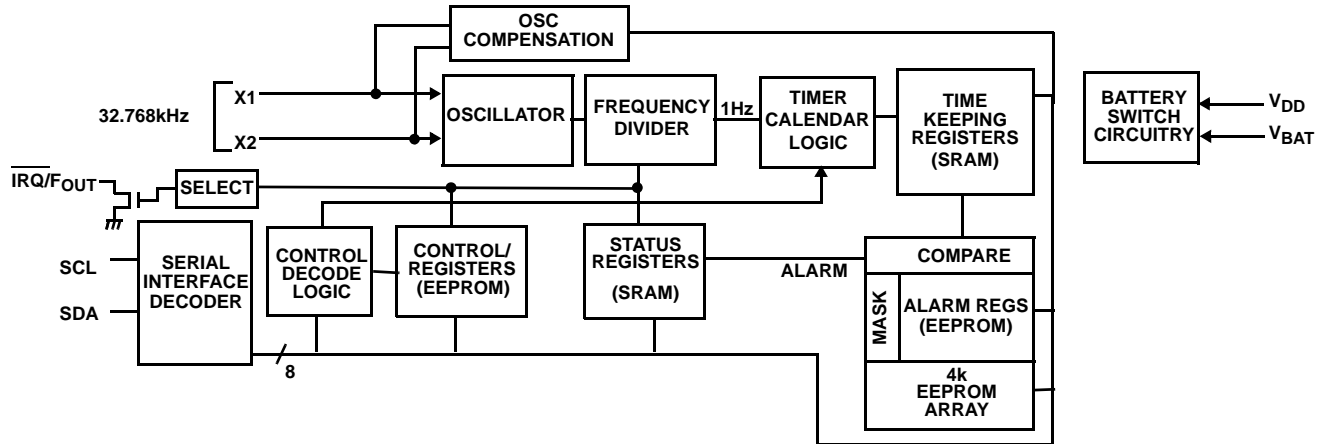 OSC
COMPENSATION
32.768kHz
X1
X2
OSCILLATOR
FREQUENCY
DIVIDER
1Hz
TIMER
CALENDAR
LOGIC
TIME
KEEPING
REGISTERS
(SRAM)
BATTERY
SWITCH
CIRCUITRY
VDD
VBAT
IRQ/FOUT
SELECT
SCL
SDA
SERIAL
INTERFACE
DECODER
CONTROL
DECODE
LOGIC
CONTROL/
REGISTERS
(EEPROM)
STATUS
REGISTERS
(SRAM)
ALARM
COMPARE
MASK
ALARM REGS
(EEPROM)
4k
EEPROM
ARRAY
8